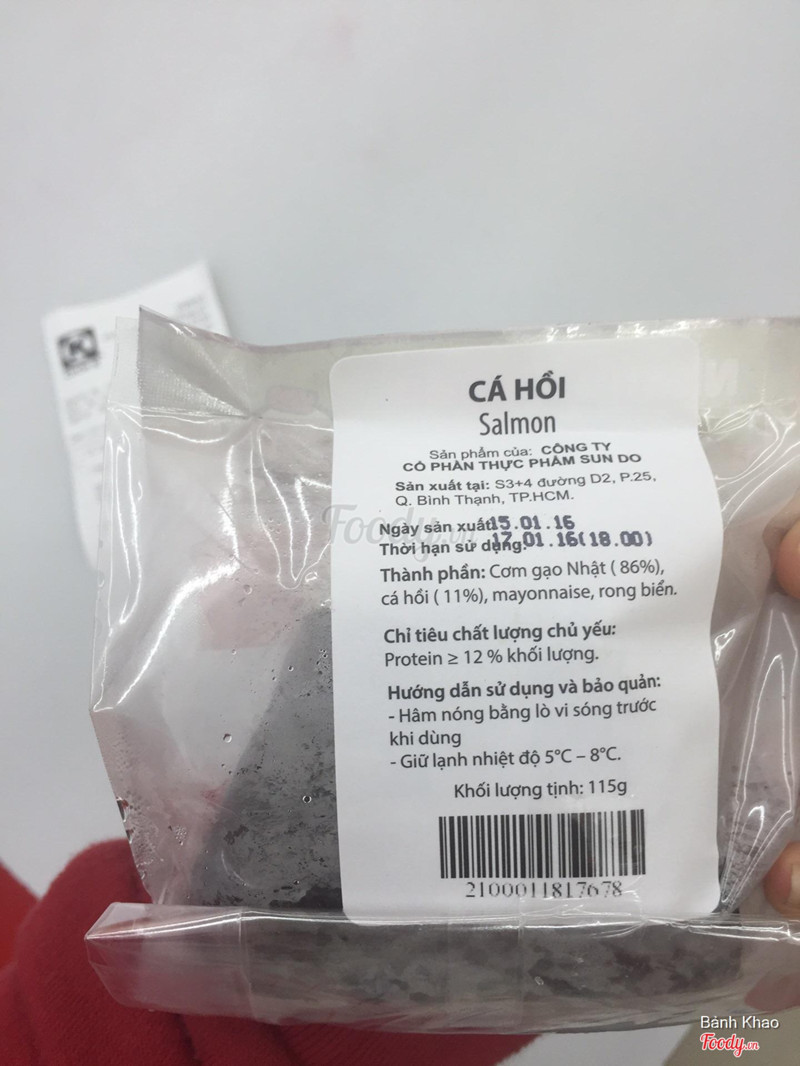 CÁ HỒI
Salmon
Sản phẩm của: CÔNG TY
CỔ PHẦN THỰC PHẨM SUN DO
Sản xuất tại: S3+4 đường D2, P.25,
Q. Bình Thạnh, TP.HCM.
Foody.vn
Ngày sản xuất: 15.01.16
Thời hạn sử dụng: 17.01.16(18.00)
Thành phần: Cơm gạo Nhật ( 86%),
cá hồi ( 11%), mayonnaise, rong biển.
Chỉ tiêu chất lượng chủ yếu:
Protein ≥ 12 % khối lượng.
Hướng dẫn sử dụng và bảo quản:
- Hâm nóng bằng lò vi sóng trước
khi dùng
- Giữ lạnh nhiệt độ 5°C – 8°C.
Khối lượng tịnh: 115g
2100011817678
Bảnh Khao
Foody.vn